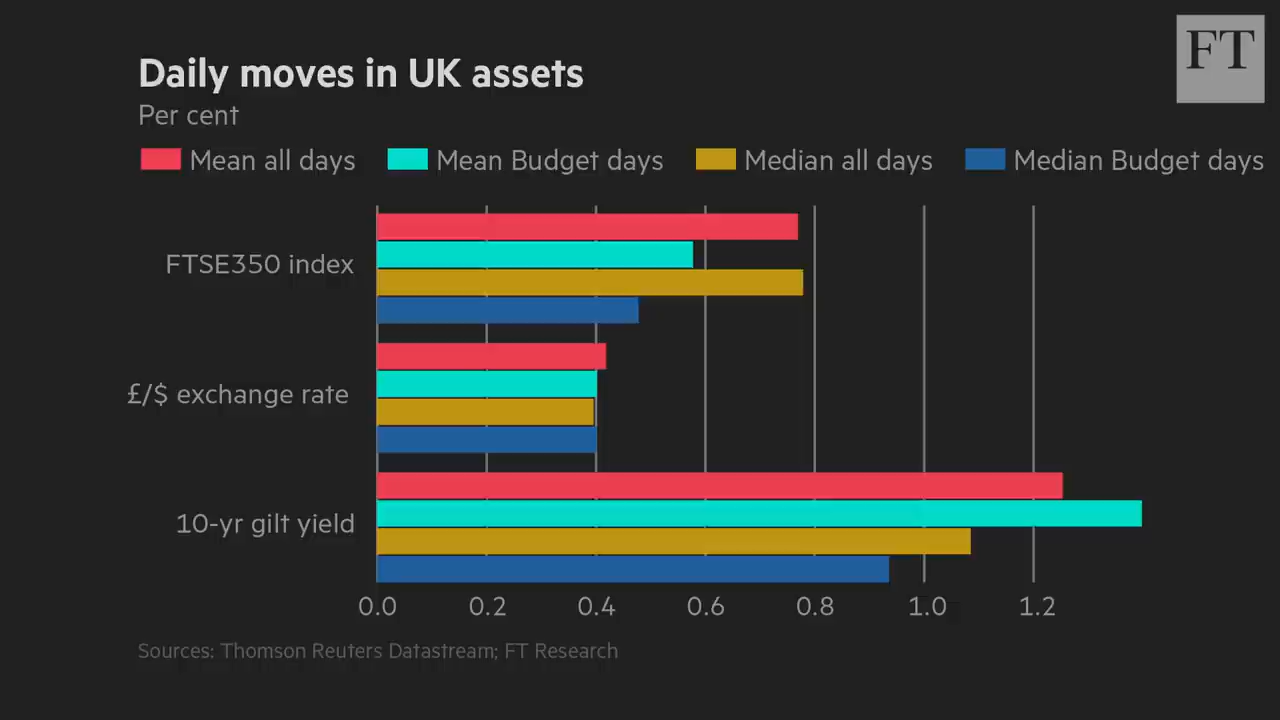 FT
Daily moves in UK assets
Per cent
Mean all days Mean Budget days Median all days Median Budget days
FTSE350 index
£/$ exchange rate
10-yr gilt yield
0.0 0.2 0.4 0.6 0.8 1.0 1.2
Sources: Thomson Reuters Datastream; FT Research